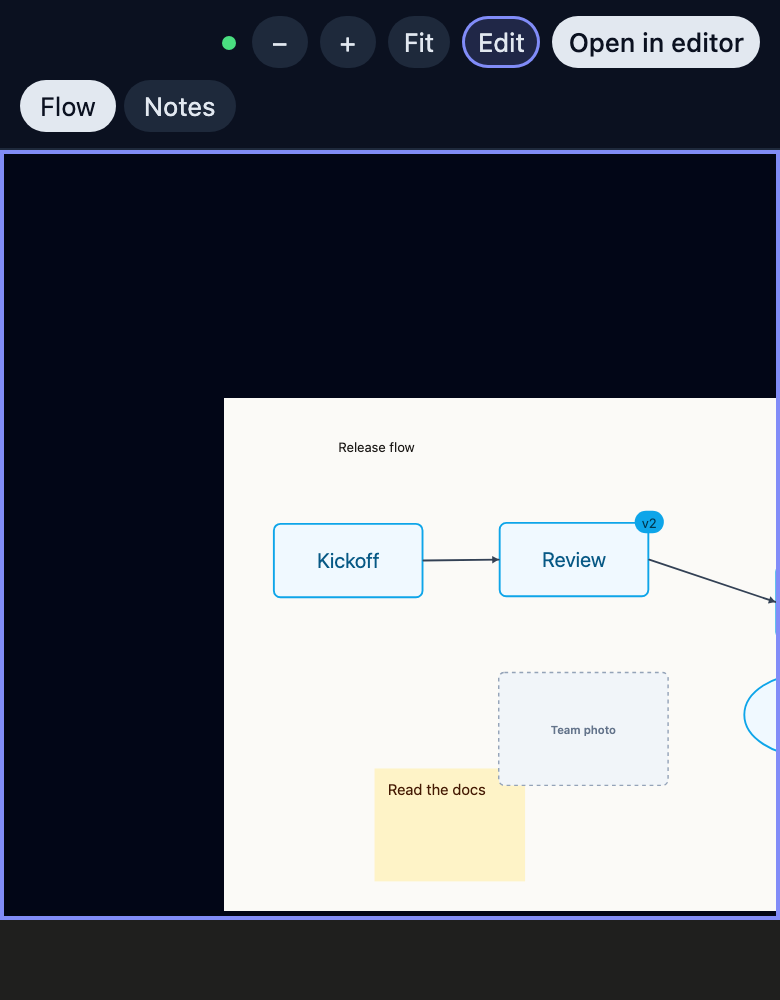 − + Fit Edit Open in editor
Flow Notes
Release flow
v2
Kickoff Review
Team photo
Read the docs